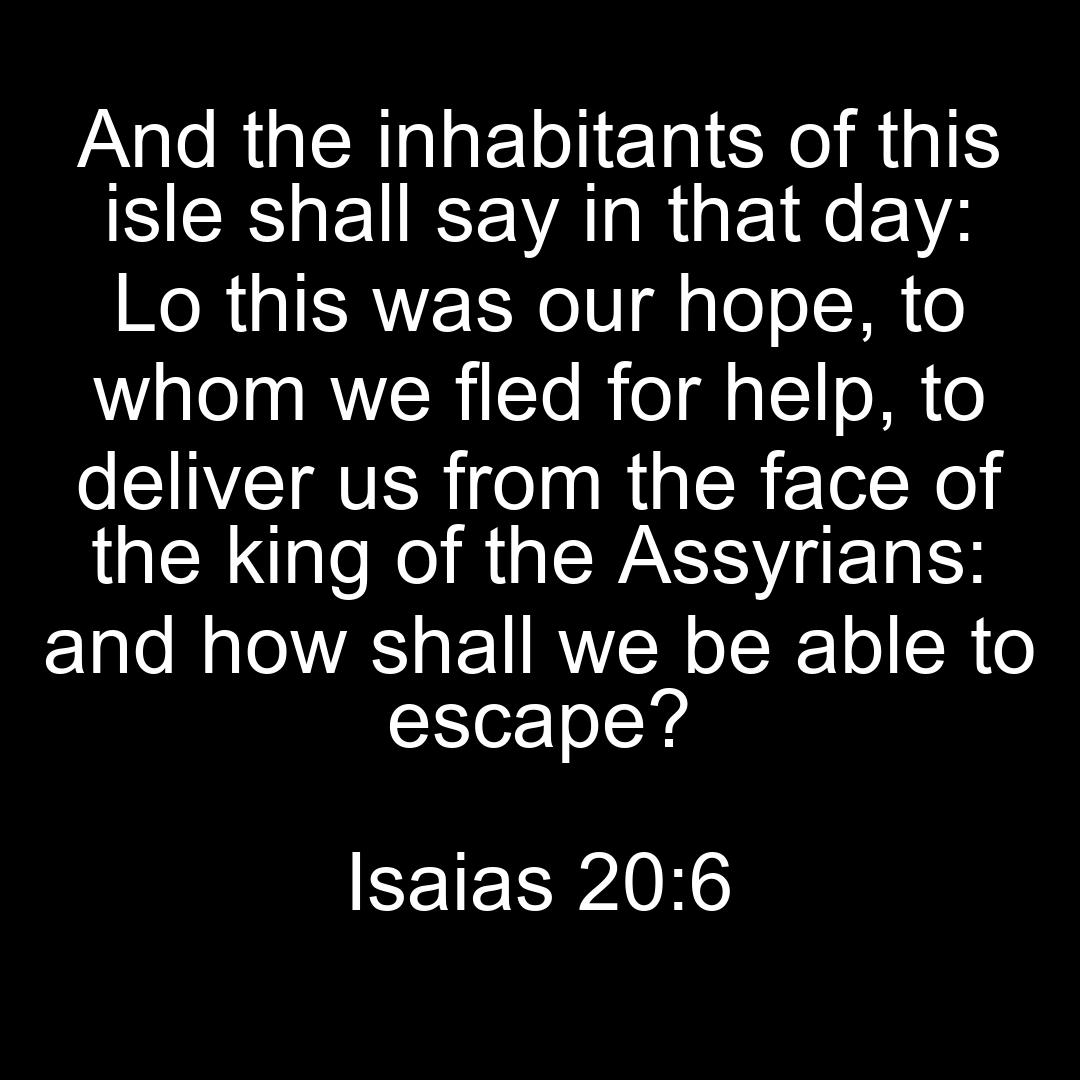 And the inhabitants of this
isle shall say in that day:
Lo this was our hope, to
whom we fled for help, to
deliver us from the face of
the king of the Assyrians:
and how shall we be able to
escape?
Isaias 20:6